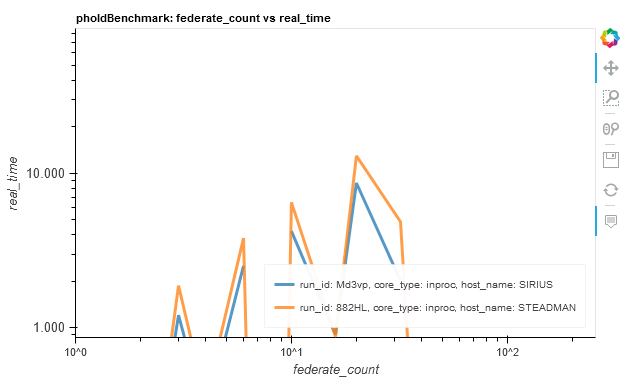 pholdBenchmark: federate_count vs real_time
real_time
10.000
1.000
run_id: Md3vp, core_type: inproc, host_name: SIRIUS
run_id: 882HL, core_type: inproc, host_name: STEADMAN
10^0
10^1
10^2
federate_count